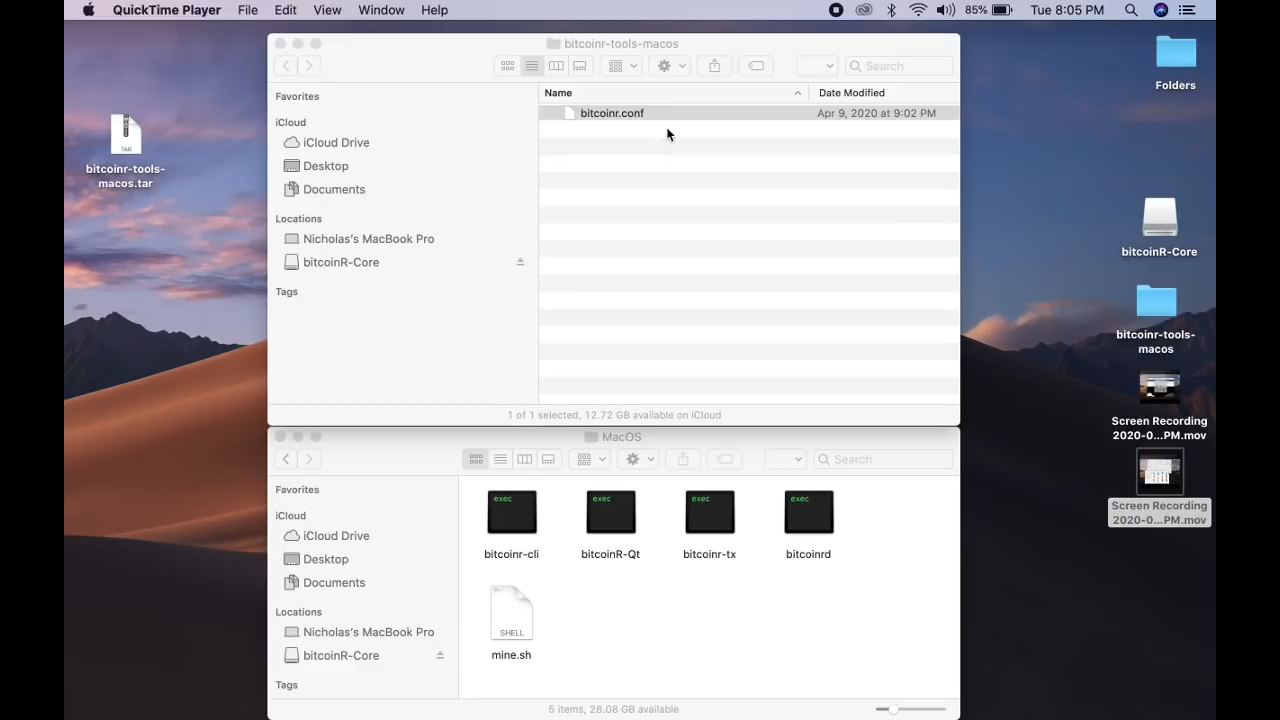 QuickTime Player File Edit View Window Help 85% Tue 8:05 PM
bitcoinr-tools-macos
Search
Favorites
iCloud
iCloud Drive
Desktop
Documents
Locations
Nicholas's MacBook Pro
bitcoinR-Core
Tags
Name Date Modified
bitcoinr.conf Apr 9, 2020 at 9:02 PM
1 of 1 selected, 12.72 GB available on iCloud
MacOS
Search
Favorites
iCloud
iCloud Drive
Desktop
Documents
Locations
Nicholas's MacBook Pro
bitcoinR-Core
Tags
exec exec exec exec
bitcoinr-cli bitcoinR-Qt bitcoinr-tx bitcoinrd
SHELL
mine.sh
5 items, 28.08 GB available
TAR
bitcoinr-tools-
macos.tar
Folders
bitcoinR-Core
bitcoinr-tools-
macos
Screen Recording
2020-0...PM.mov
Screen Recording
2020-0...PM.mov